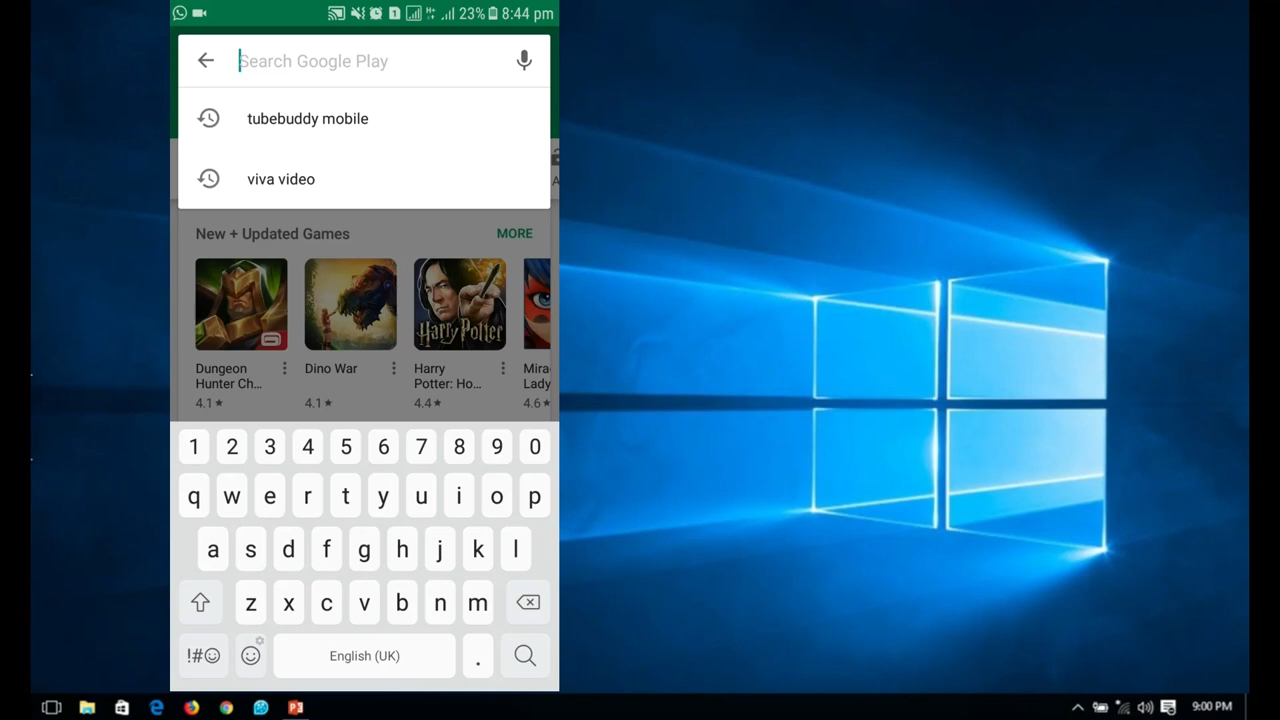 23% 8:44 pm
Search Google Play
tubebuddy mobile
viva video
A
New + Updated Games
MORE
Harry Potter
Dungeon Hunter Ch...
Dino War
Harry Potter: Ho...
Mira
Lady
4.1★
4.1★
4.4★
4.6★
1 2 3 4 5 6 7 8 9 0
q w e r t y u i o p
a s d f g h j k l
z x c v b n m
!#☺ English (UK) .
9:00 PM